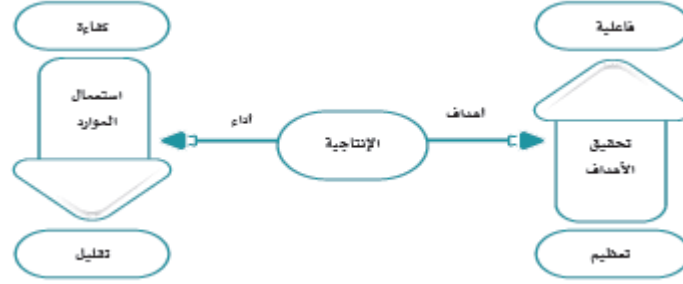 فاعلية
كفاءة
استعمال
الموارد
أداء
الإنتاجية
أهداف
تحقيق
الأهداف
تقليل
تعظيم